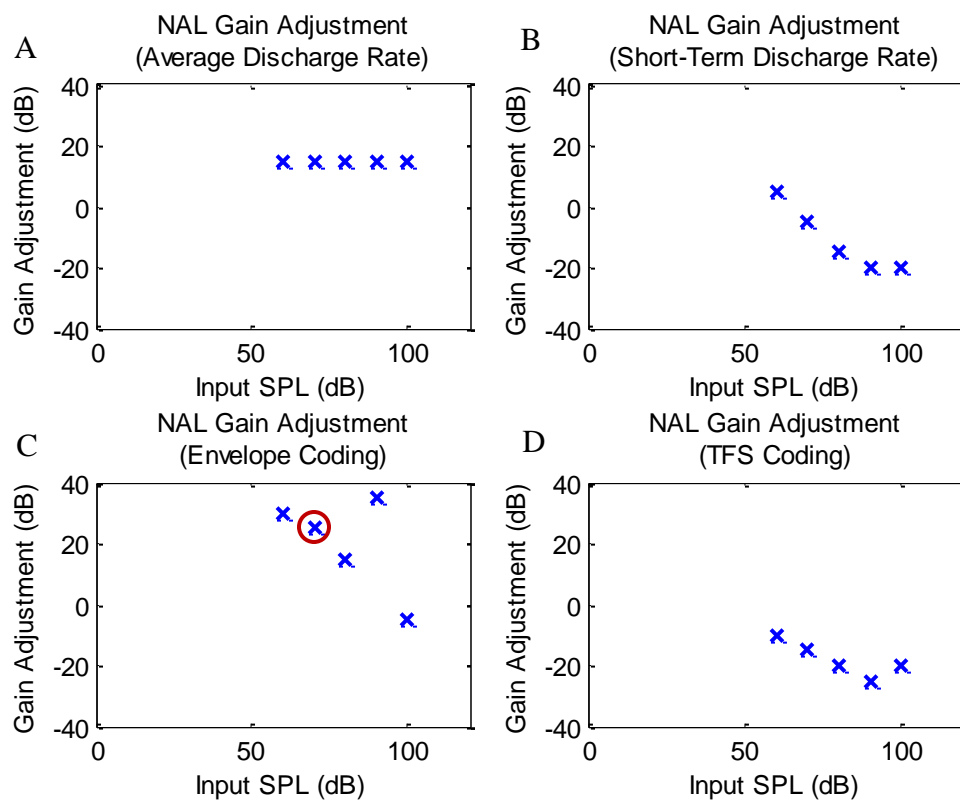 A
NAL Gain Adjustment
(Average Discharge Rate)
Gain Adjustment (dB)
40
20
0
-20
-40
0
50
100
Input SPL (dB)
B
NAL Gain Adjustment
(Short-Term Discharge Rate)
Gain Adjustment (dB)
40
20
0
-20
-40
0
50
100
Input SPL (dB)
C
NAL Gain Adjustment
(Envelope Coding)
Gain Adjustment (dB)
40
20
0
-20
-40
0
50
100
Input SPL (dB)
D
NAL Gain Adjustment
(TFS Coding)
Gain Adjustment (dB)
40
20
0
-20
-40
0
50
100
Input SPL (dB)